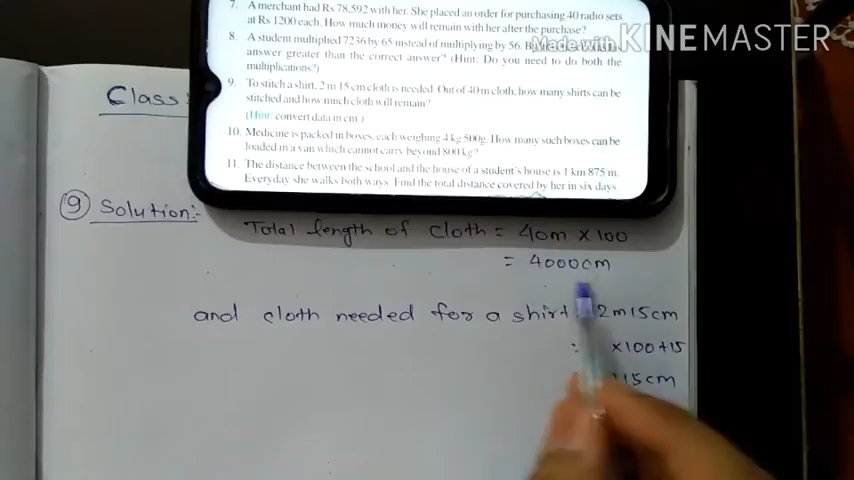 7. A merchant had Rs 78,592 with her. She placed an order for purchasing 40 radio sets
at Rs 1200 each. How much money will remain with her after the purchase?
8. A student multiplied 7236 by 65 instead of multiplying by 56. B
answer greater than the correct answer? (Hint: Do you need to do both the
multiplications?)
9. To stitch a shirt, 2 m 15 cm cloth is needed. Out of 40 m cloth, how many shirts can be
stitched and how much cloth will remain?
(Hint: convert data in cm.)
10. Medicine is packed in boxes, each weighing 4 kg 500g. How many such boxes can be
loaded in a van which cannot carry beyond 800 kg?
11. The distance between the school and the house of a student's house is 1 km 875 m.
Everyday she walks both ways. Find the total distance covered by her in six days.
Made with KINEMASTER
Class:
9 Solution:-
Total length of cloth = 40m × 100
= 4000cm
and cloth needed for a shirt 2m15cm
×100+15
15cm